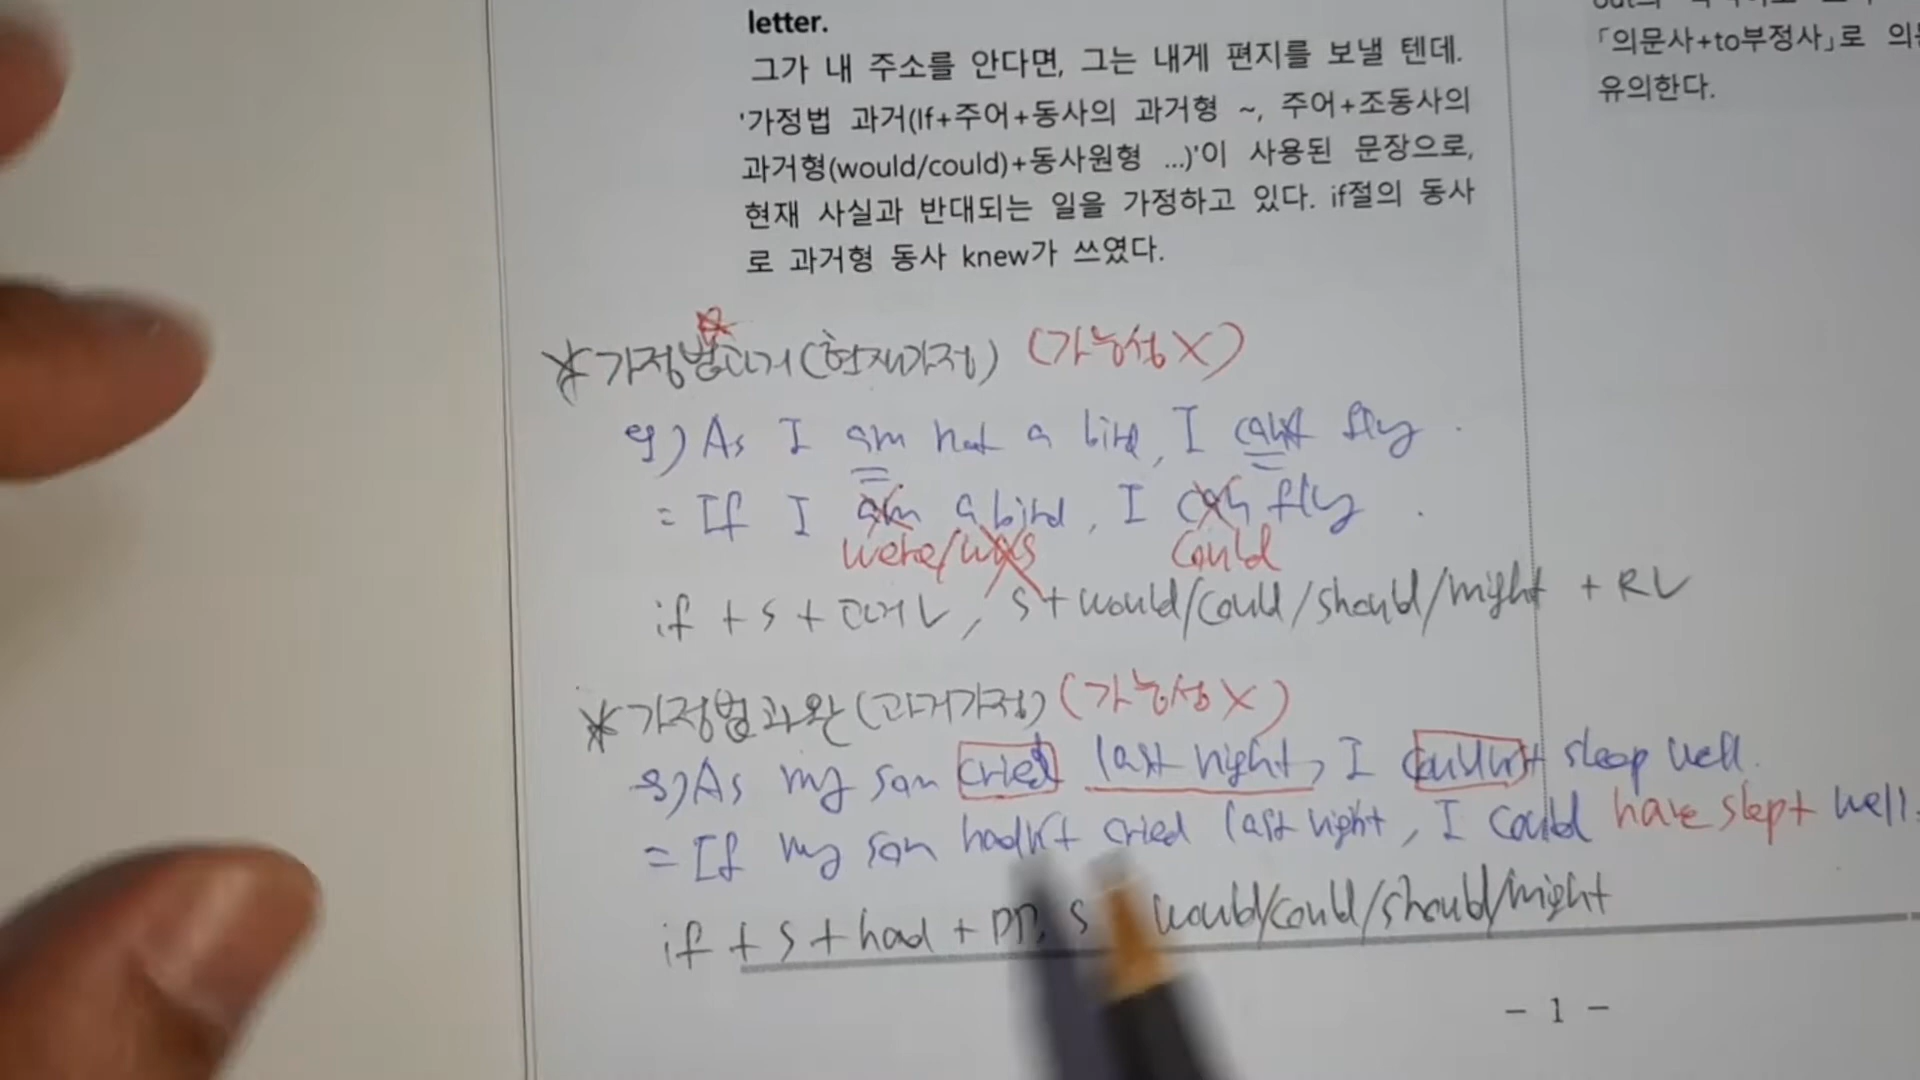 letter.
그가 내 주소를 안다면, 그는 내게 편지를 보낼 텐데.
'가정법 과거(If+주어+동사의 과거형 ~, 주어+조동사의
과거형(would/could)+동사원형 ...)'이 사용된 문장으로,
현재 사실과 반대되는 일을 가정하고 있다. if절의 동사
로 과거형 동사 knew가 쓰였다.
「의문사+to부정사」로
유의한다.
가정법과거(현재가정) (가능성X)
eg) As I am not a bird, I can't fly.
= If I am a bird, I can fly.
were/was could
if + S + 과거V, S + would/could/should/might + RV
가정법과완(과거가정) (가능성X)
eg) As my son cried last night, I couldn't sleep well.
= If my son hadn't cried last night, I could have slept well.
if + S + had + PP, S would/could/should/might
- 1 -